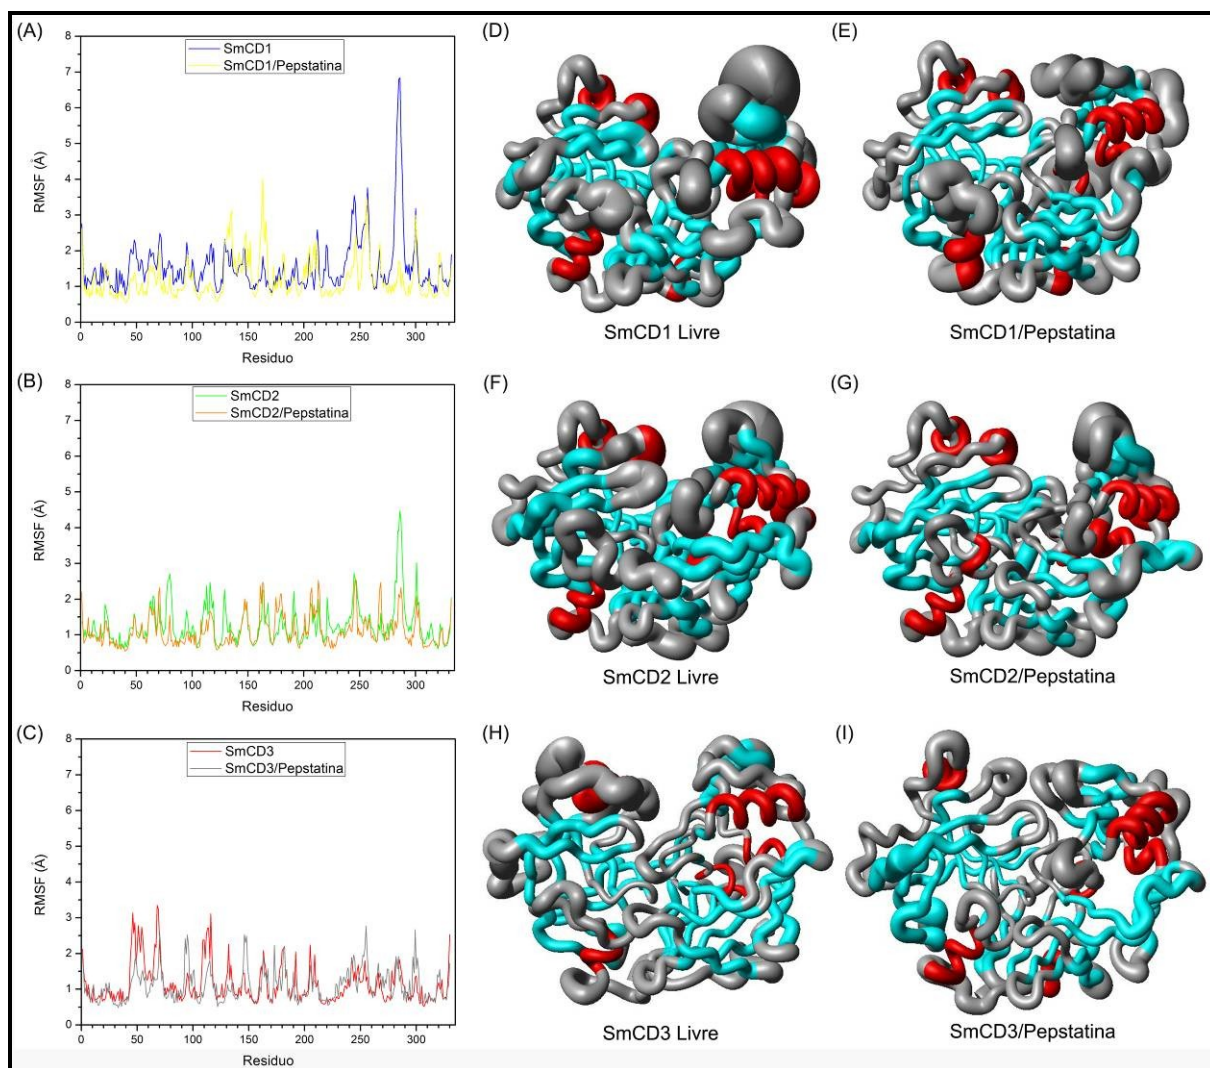 (A)
8
7
6
5
4
3
2
1
0
RMSF (Å)
SmCD1
SmCD1/Pepstatina
0 50 100 150 200 250 300
Residuo
(D)
SmCD1 Livre
(E)
SmCD1/Pepstatina
(B)
8
7
6
5
4
3
2
1
0
RMSF (Å)
SmCD2
SmCD2/Pepstatina
0 50 100 150 200 250 300
Residuo
(F)
SmCD2 Livre
(G)
SmCD2/Pepstatina
(C)
8
7
6
5
4
3
2
1
0
RMSF (Å)
SmCD3
SmCD3/Pepstatina
0 50 100 150 200 250 300
Residuo
(H)
SmCD3 Livre
(I)
SmCD3/Pepstatina